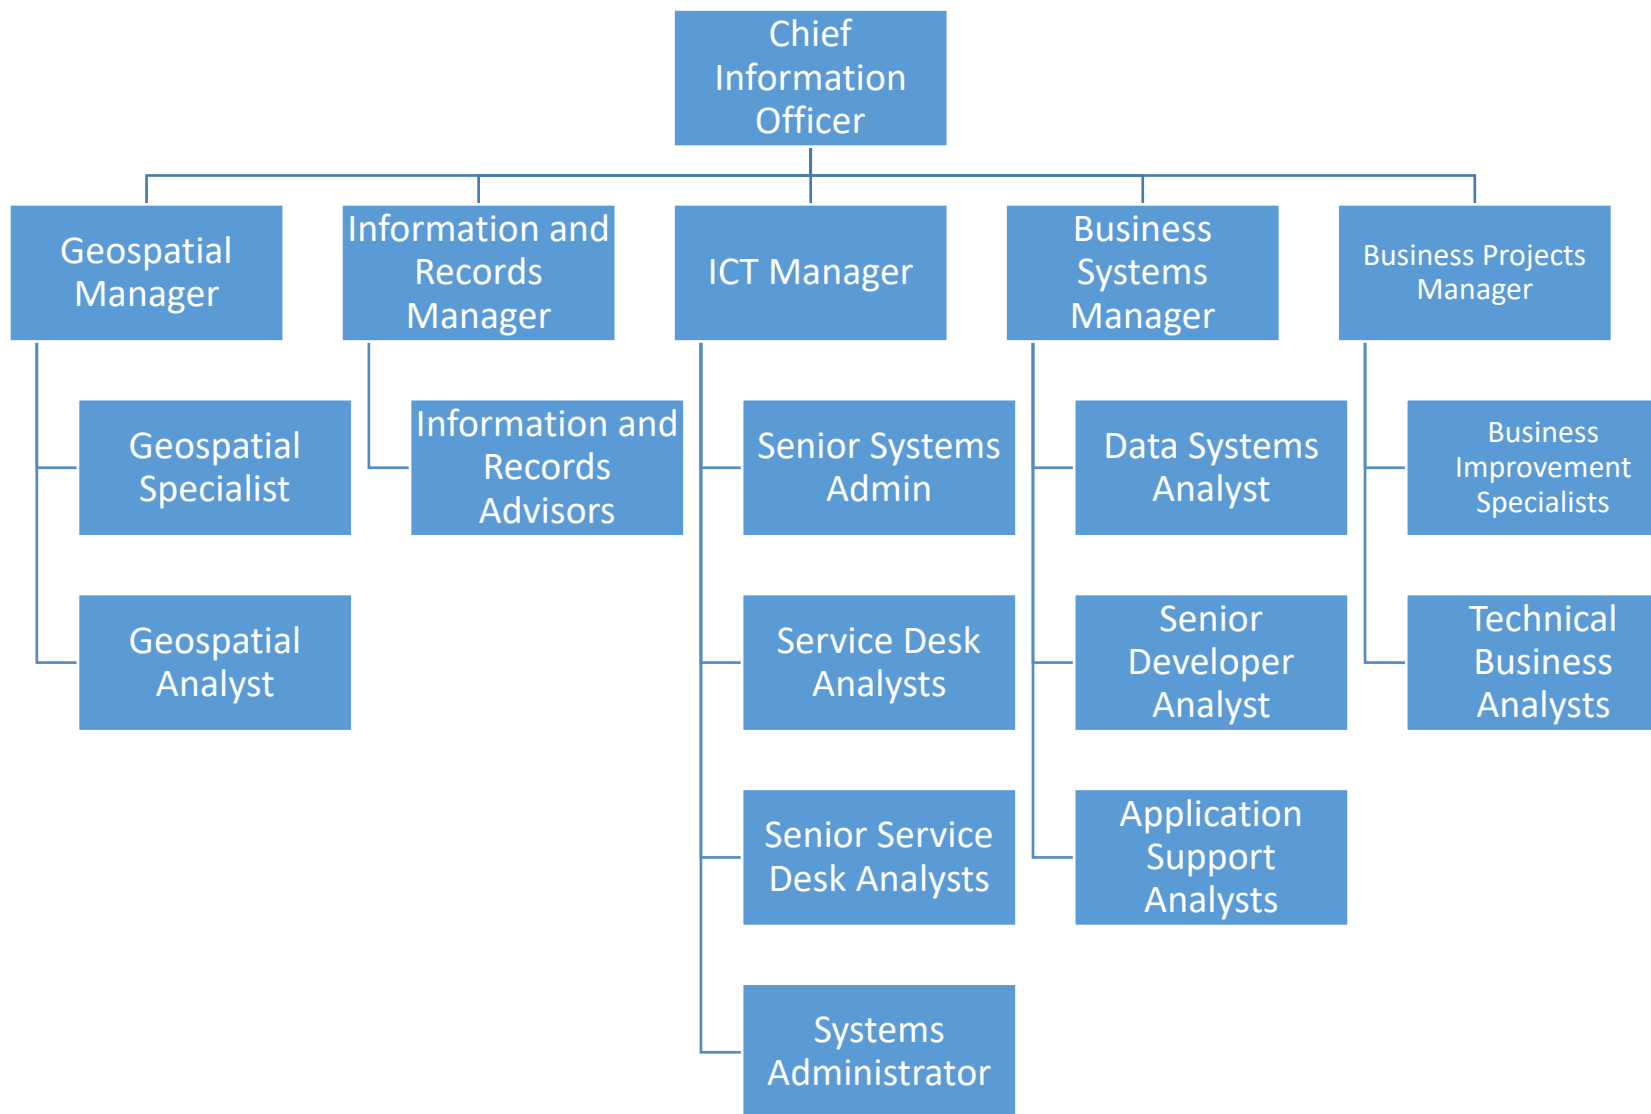 Chief
Information
Officer
Geospatial
Manager
Information and
Records
Manager
ICT Manager
Business
Systems
Manager
Business Projects
Manager
Geospatial
Specialist
Geospatial
Analyst
Information and
Records
Advisors
Senior Systems
Admin
Service Desk
Analysts
Senior Service
Desk Analysts
Systems
Administrator
Data Systems
Analyst
Senior
Developer
Analyst
Application
Support
Analysts
Business
Improvement
Specialists
Technical
Business
Analysts